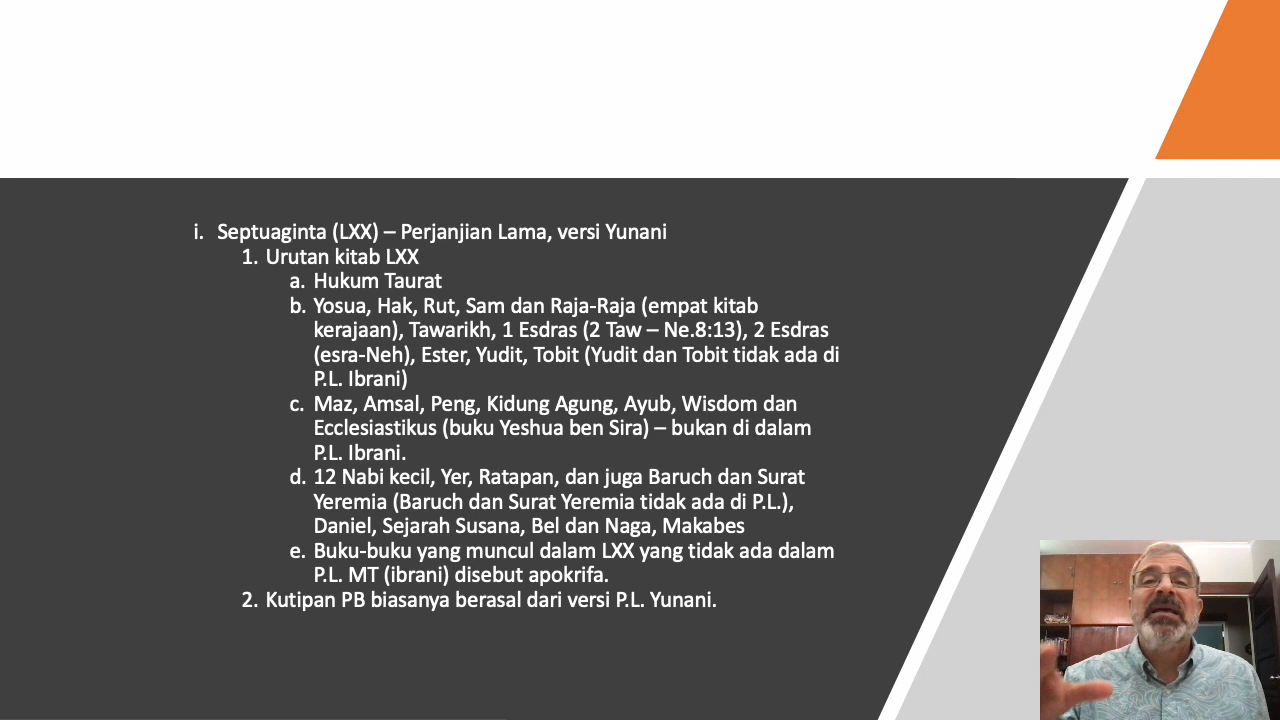 i. Septuaginta (LXX) – Perjanjian Lama, versi Yunani
1. Urutan kitab LXX
a. Hukum Taurat
b. Yosua, Hak, Rut, Sam dan Raja-Raja (empat kitab
kerajaan), Tawarikh, 1 Esdras (2 Taw – Ne.8:13), 2 Esdras
(esra-Neh), Ester, Yudit, Tobit (Yudit dan Tobit tidak ada di
P.L. Ibrani)
c. Maz, Amsal, Peng, Kidung Agung, Ayub, Wisdom dan
Ecclesiastikus (buku Yeshua ben Sira) – bukan di dalam
P.L. Ibrani.
d. 12 Nabi kecil, Yer, Ratapan, dan juga Baruch dan Surat
Yeremia (Baruch dan Surat Yeremia tidak ada di P.L.),
Daniel, Sejarah Susana, Bel dan Naga, Makabes
e. Buku-buku yang muncul dalam LXX yang tidak ada dalam
P.L. MT (ibrani) disebut apokrifa.
2. Kutipan PB biasanya berasal dari versi P.L. Yunani.